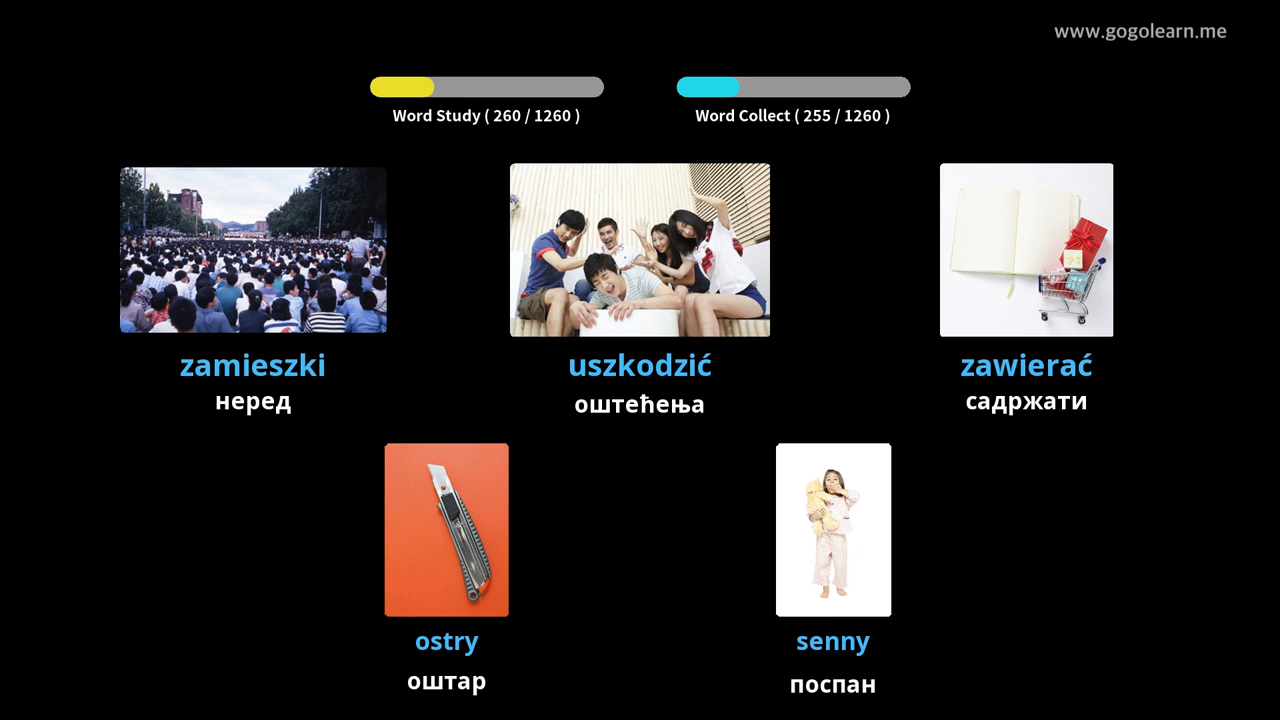 www.gogolearn.me
Word Study ( 260 / 1260 )
Word Collect ( 255 / 1260 )
zamieszki
неред
uszkodzić
оштећења
zawierać
садржати
ostry
оштар
senny
поспан